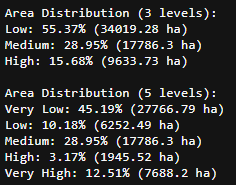 Area Distribution (3 levels):
Low: 55.37% (34019.28 ha)
Medium: 28.95% (17786.3 ha)
High: 15.68% (9633.73 ha)

Area Distribution (5 levels):
Very Low: 45.19% (27766.79 ha)
Low: 10.18% (6252.49 ha)
Medium: 28.95% (17786.3 ha)
High: 3.17% (1945.52 ha)
Very High: 12.51% (7688.2 ha)